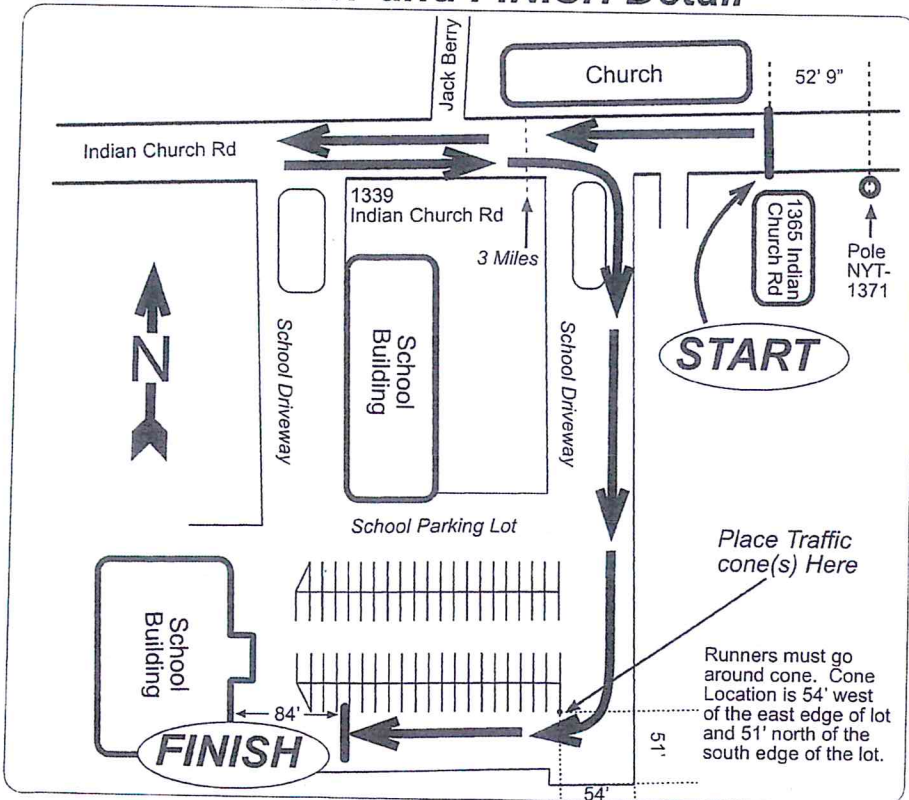 and Finish Detail
Jack Berry
Church
52' 9"
Indian Church Rd
1339
Indian Church Rd
3 Miles
1365 Indian
Church Rd
Pole
NYT-
1371
START
N
School Driveway
School
Building
School Driveway
School Parking Lot
Place Traffic
cone(s) Here
School
Building
84'
FINISH
Runners must go
around cone. Cone
Location is 54' west
of the east edge of lot
and 51' north of the
south edge of the lot.
51'
54'